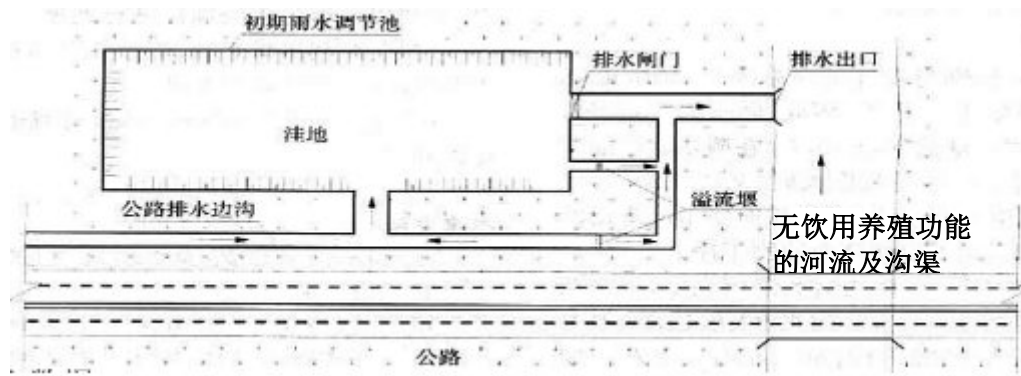 初期雨水调节池
排水闸门
排水出口
洼地
公路排水边沟
溢流堰
无饮用养殖功能
的河流及沟渠
公路